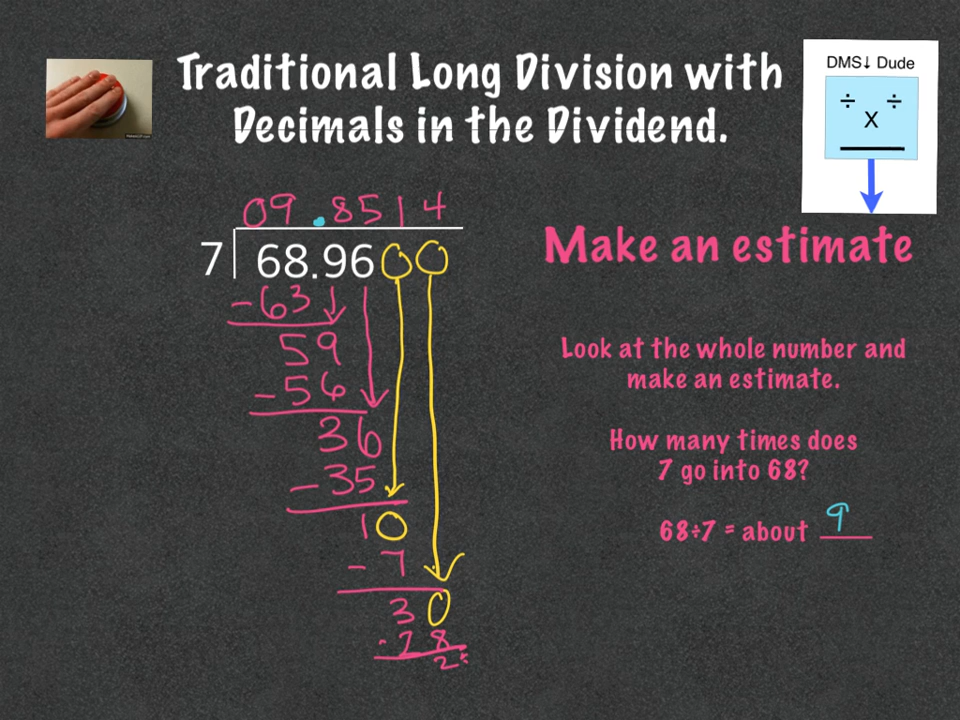 Traditional Long Division with
Decimals in the Dividend.
DMS↓ Dude
÷ x ÷
09.8514
7 68.9600
-63
59
-56
36
-35
10
-7
30
-28
2
Make an estimate
Look at the whole number and
make an estimate.
How many times does
7 go into 68?
68÷7 = about 9